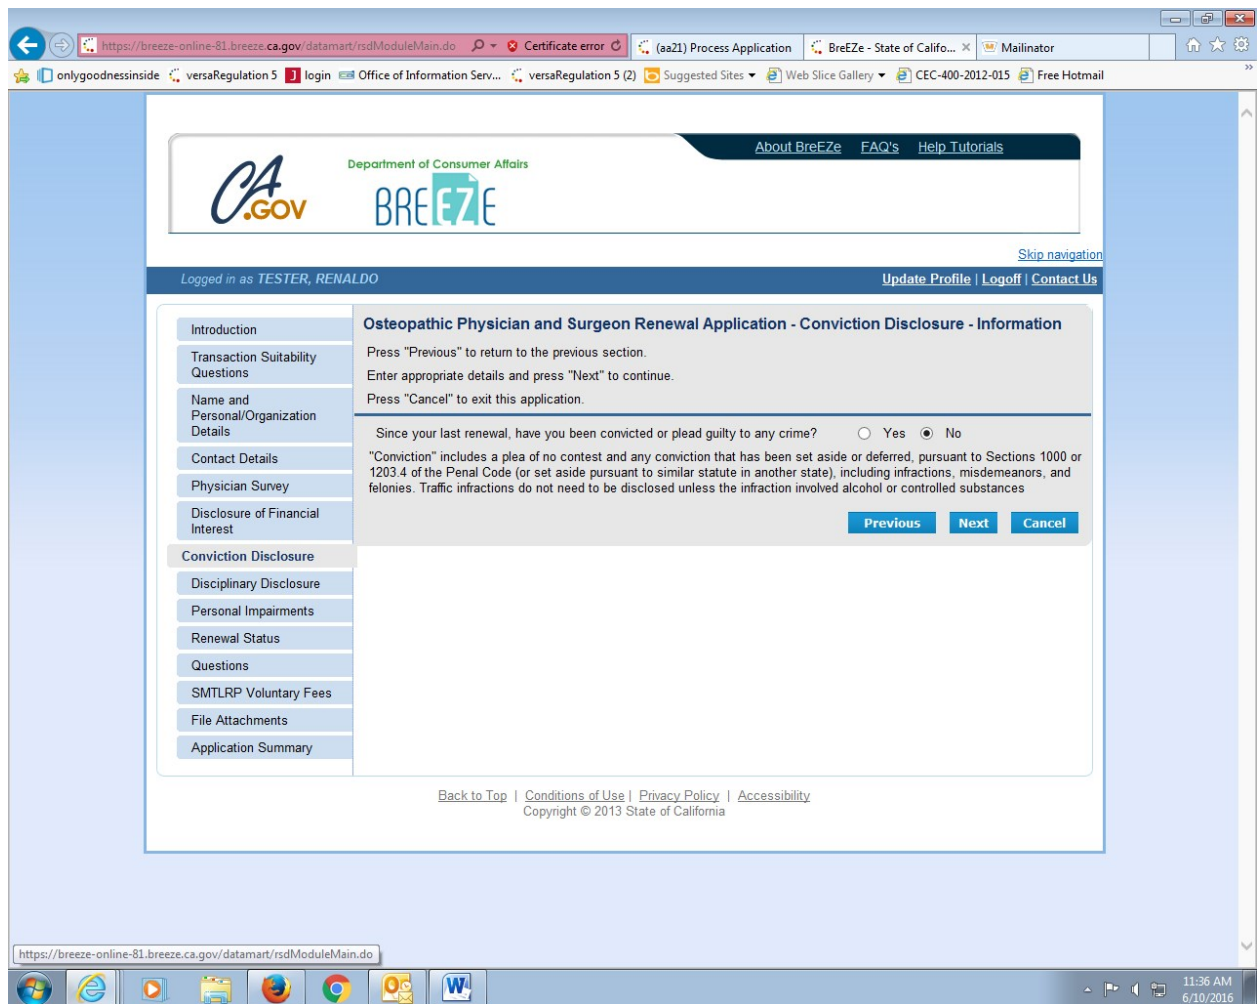 https://breeze-online-81.breeze.ca.gov/datamart/rsdModuleMain.do
Certificate error
(aa21) Process Application
BreEZe - State of Califo...
Mailinator
onlygoodnessinside
versaRegulation 5
login
Office of Information Serv...
versaRegulation 5 (2)
Suggested Sites
Web Slice Gallery
CEC-400-2012-015
Free Hotmail
CA.GOV
Department of Consumer Affairs
BREEZE
About BreEZe FAQ's Help Tutorials
Skip navigation
Logged in as TESTER, RENALDO
Update Profile | Logoff | Contact Us
Introduction
Transaction Suitability
Questions
Name and
Personal/Organization
Details
Contact Details
Physician Survey
Disclosure of Financial
Interest
Conviction Disclosure
Disciplinary Disclosure
Personal Impairments
Renewal Status
Questions
SMTLRP Voluntary Fees
File Attachments
Application Summary
Osteopathic Physician and Surgeon Renewal Application - Conviction Disclosure - Information
Press "Previous" to return to the previous section.
Enter appropriate details and press "Next" to continue.
Press "Cancel" to exit this application.
Since your last renewal, have you been convicted or plead guilty to any crime? Yes No
"Conviction" includes a plea of no contest and any conviction that has been set aside or deferred, pursuant to Sections 1000 or
1203.4 of the Penal Code (or set aside pursuant to similar statute in another state), including infractions, misdemeanors, and
felonies. Traffic infractions do not need to be disclosed unless the infraction involved alcohol or controlled substances
Previous Next Cancel
Back to Top | Conditions of Use | Privacy Policy | Accessibility
Copyright © 2013 State of California
https://breeze-online-81.breeze.ca.gov/datamart/rsdModuleMain.do
11:36 AM
6/10/2016